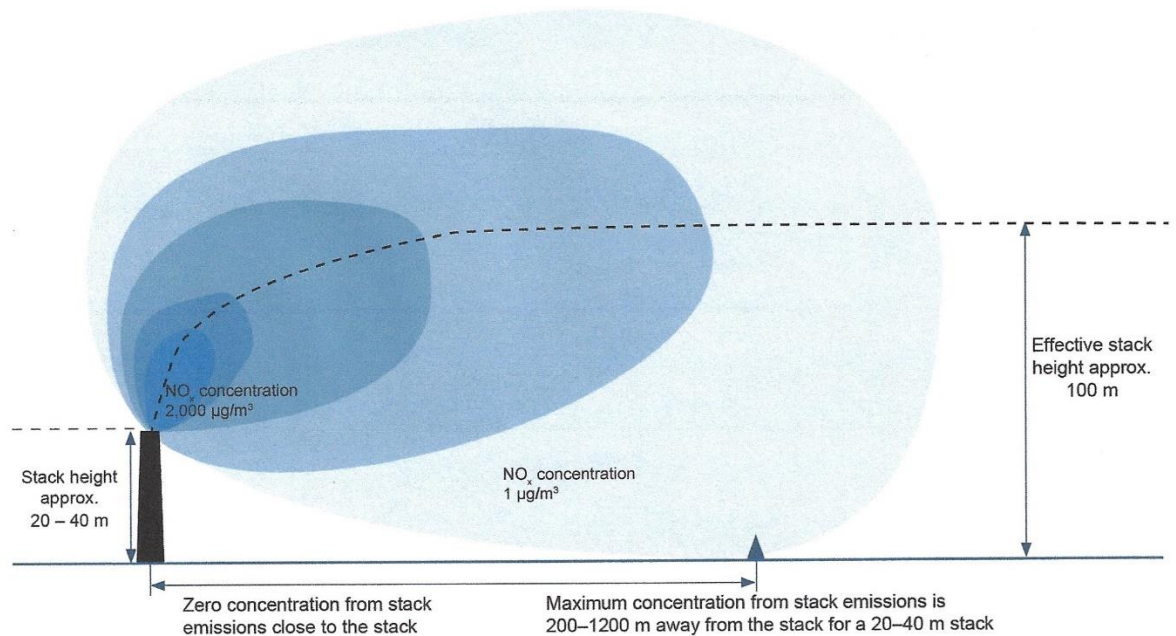 NOₓ concentration
2,000 µg/m³
Effective stack
height approx.
100 m
NOₓ concentration
1 µg/m³
Stack height
approx.
20 – 40 m
Zero concentration from stack
emissions close to the stack
Maximum concentration from stack emissions is
200–1200 m away from the stack for a 20–40 m stack